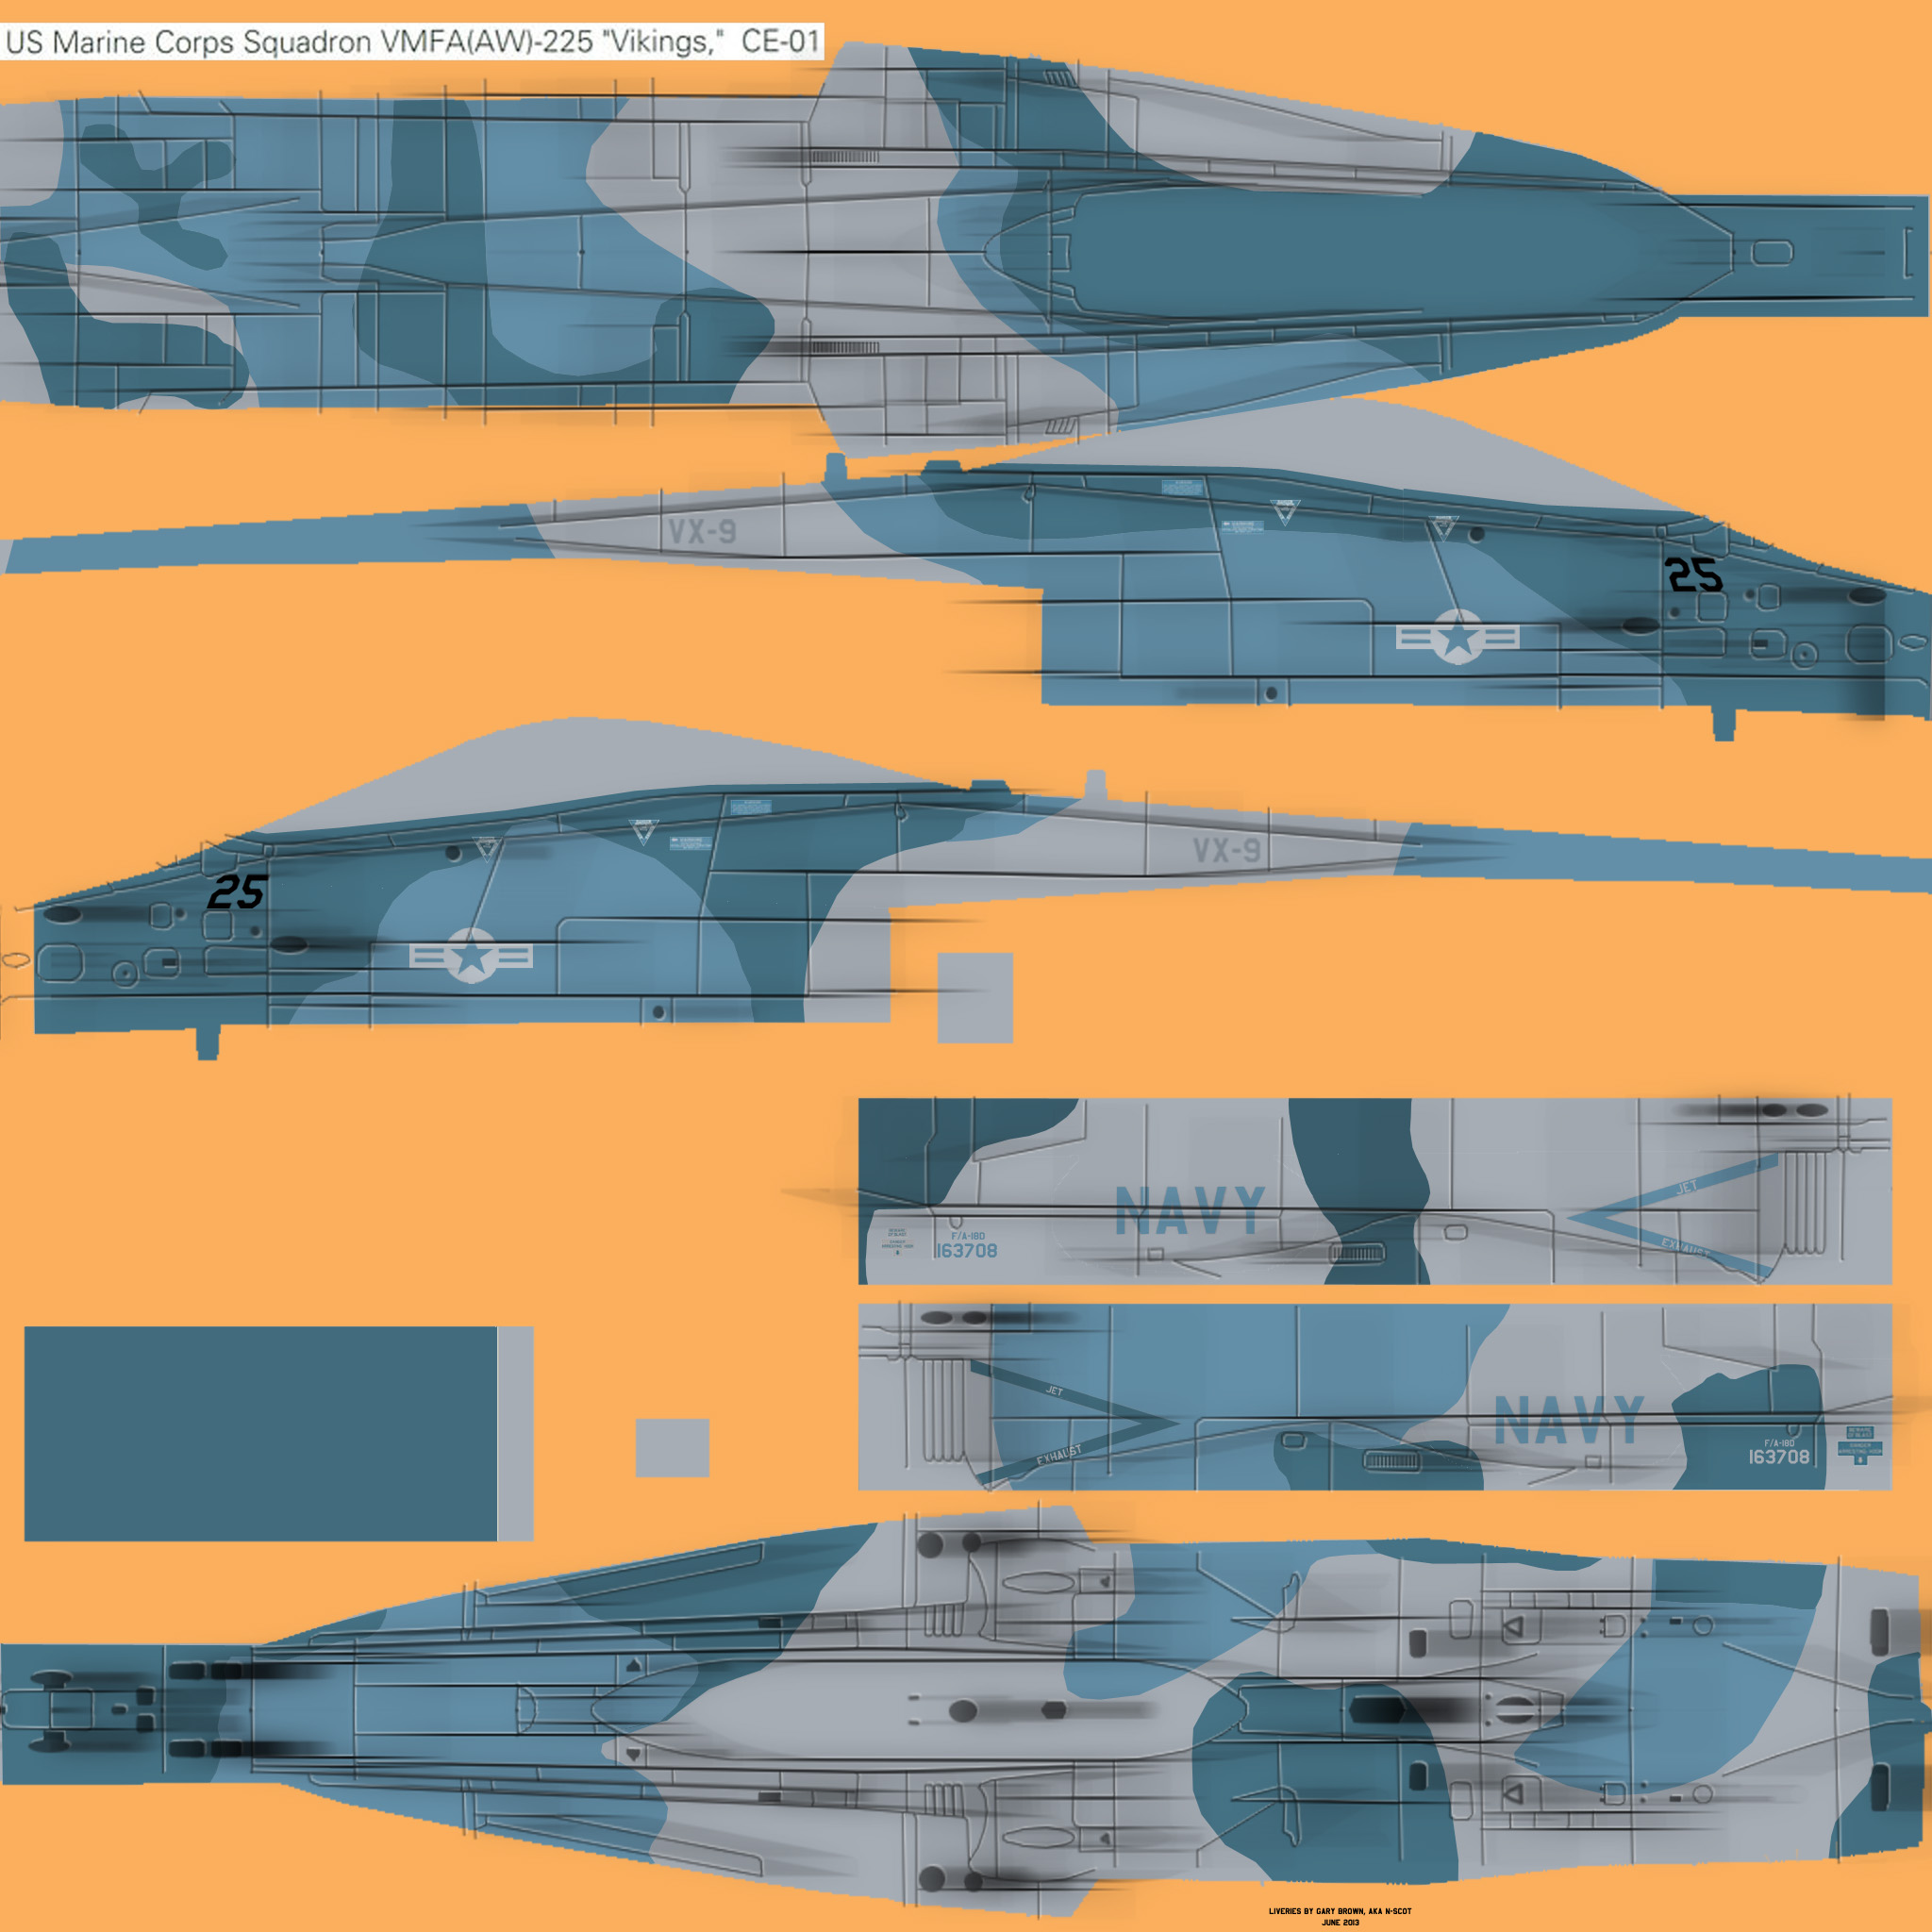 US Marine Corps Squadron VMFA(AW)-225 "Vikings," CE-01
VX-9
25
25
VX-9
NAVY
JET
EXHAUST
F/A-18D
163708
JET
EXHAUST
NAVY
F/A-18D
163708
LIVERIES BY GARY BROWN, AKA N-SCOT
JUNE 2013